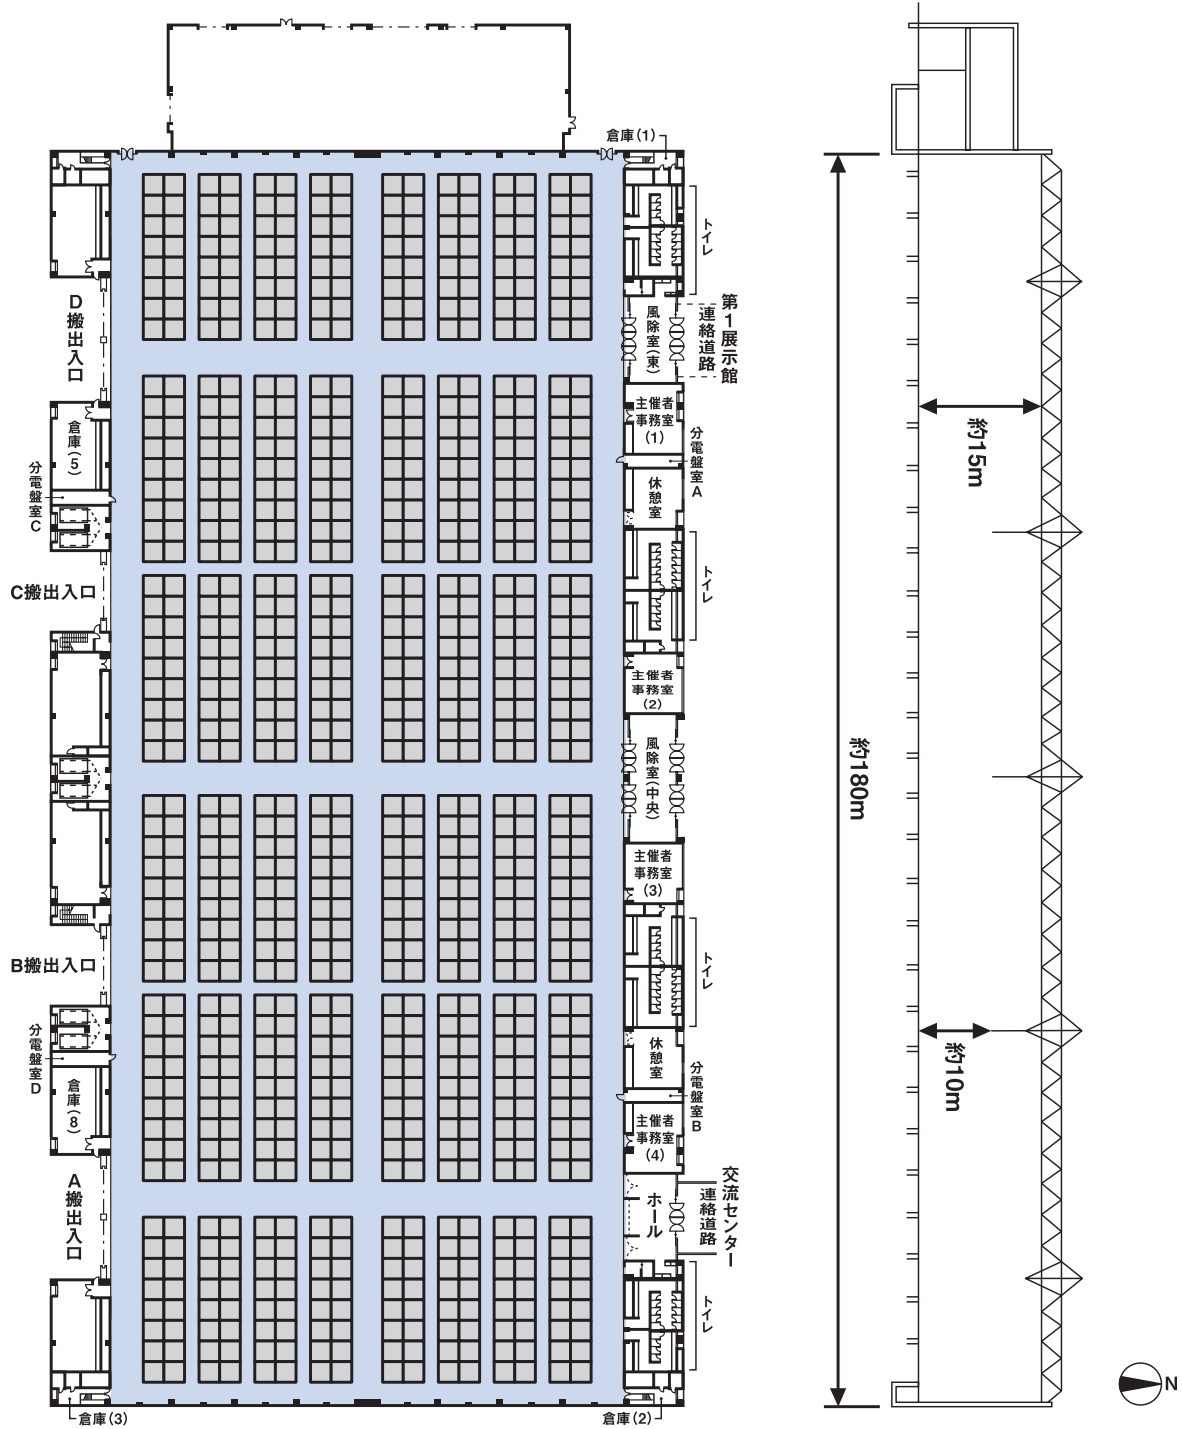 倉庫(1)
トイレ
D搬出入口
風除室(東)
第1展示館
連絡道路
主催者
事務室
(1)
倉庫(5)
分電盤室A
分電盤室C
休憩室
C搬出入口
トイレ
主催者
事務室
(2)
風除室(中央)
主催者
事務室
(3)
B搬出入口
トイレ
分電盤室D
休憩室
分電盤室B
倉庫(8)
主催者
事務室
(4)
A搬出入口
ホール
交流センター
連絡道路
トイレ
倉庫(3)
倉庫(2)
約15m
約180m
約10m
N